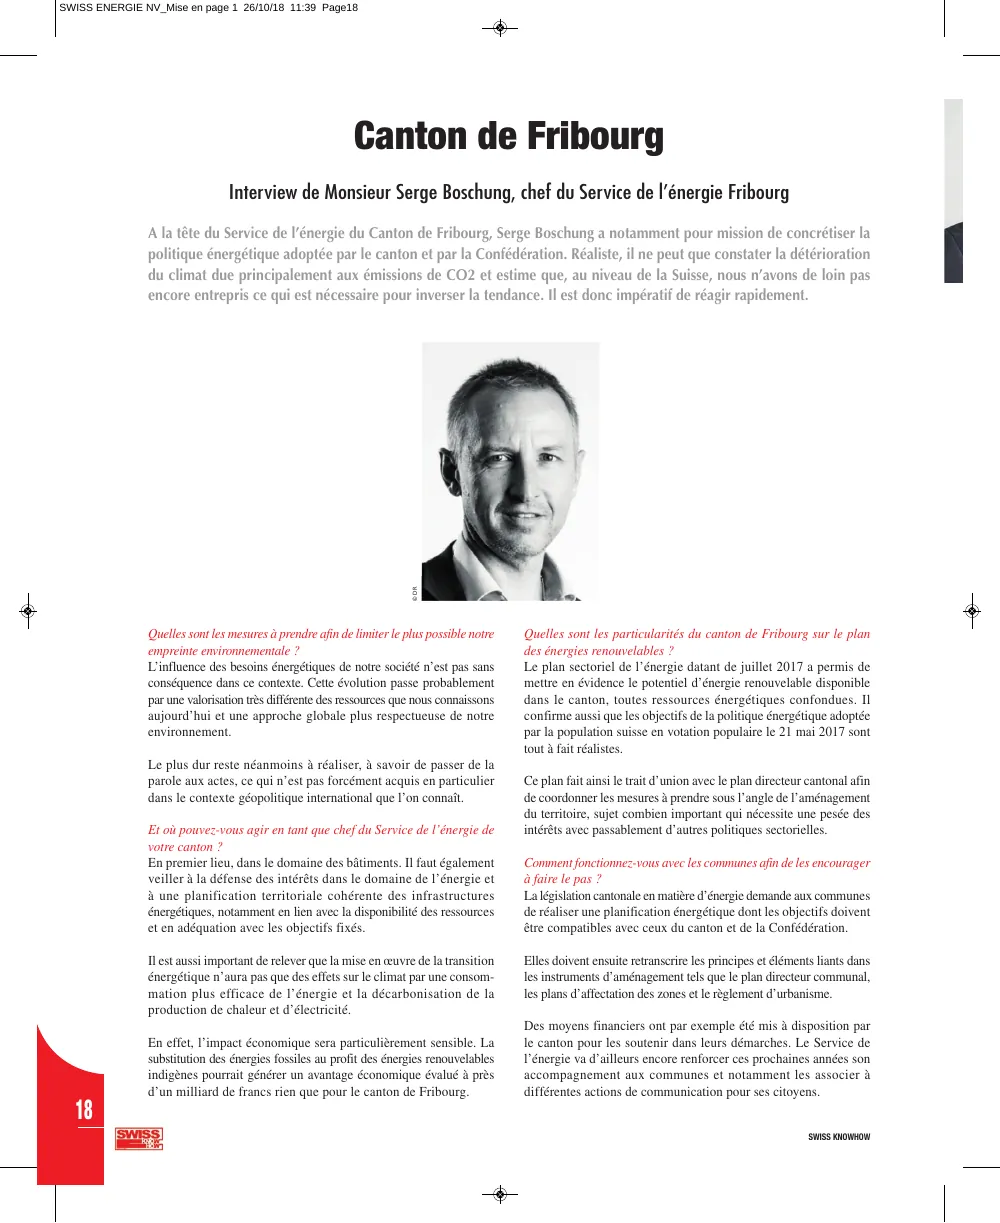 SWISS ENERGIE NV_Mise en page 1  26/10/18  11:39  Page18
Canton de Fribourg
Interview de Monsieur Serge Boschung, chef du Service de l’énergie Fribourg
A la tête du Service de l’énergie du Canton de Fribourg, Serge Boschung a notamment pour mission de concrétiser la
politique énergétique adoptée par le canton et par la Confédération. Réaliste, il ne peut que constater la détérioration
du climat due principalement aux émissions de CO2 et estime que, au niveau de la Suisse, nous n’avons de loin pas
encore entrepris ce qui est nécessaire pour inverser la tendance. Il est donc impératif de réagir rapidement.
© DR
Quelles sont les mesures à prendre afin de limiter le plus possible notre
empreinte environnementale ?
L’influence des besoins énergétiques de notre société n’est pas sans
conséquence dans ce contexte. Cette évolution passe probablement
par une valorisation très différente des ressources que nous connaissons
aujourd’hui et une approche globale plus respectueuse de notre
environnement.
Le plus dur reste néanmoins à réaliser, à savoir de passer de la
parole aux actes, ce qui n’est pas forcément acquis en particulier
dans le contexte géopolitique international que l’on connaît.
Et où pouvez-vous agir en tant que chef du Service de l’énergie de
votre canton ?
En premier lieu, dans le domaine des bâtiments. Il faut également
veiller à la défense des intérêts dans le domaine de l’énergie et
à une planification territoriale cohérente des infrastructures
énergétiques, notamment en lien avec la disponibilité des ressources
et en adéquation avec les objectifs fixés.
Il est aussi important de relever que la mise en œuvre de la transition
énergétique n’aura pas que des effets sur le climat par une consom-
mation plus efficace de l’énergie et la décarbonisation de la
production de chaleur et d’électricité.
En effet, l’impact économique sera particulièrement sensible. La
substitution des énergies fossiles au profit des énergies renouvelables
indigènes pourrait générer un avantage économique évalué à près
d’un milliard de francs rien que pour le canton de Fribourg.
Quelles sont les particularités du canton de Fribourg sur le plan
des énergies renouvelables ?
Le plan sectoriel de l’énergie datant de juillet 2017 a permis de
mettre en évidence le potentiel d’énergie renouvelable disponible
dans le canton, toutes ressources énergétiques confondues. Il
confirme aussi que les objectifs de la politique énergétique adoptée
par la population suisse en votation populaire le 21 mai 2017 sont
tout à fait réalistes.
Ce plan fait ainsi le trait d’union avec le plan directeur cantonal afin
de coordonner les mesures à prendre sous l’angle de l’aménagement
du territoire, sujet combien important qui nécessite une pesée des
intérêts avec passablement d’autres politiques sectorielles.
Comment fonctionnez-vous avec les communes afin de les encourager
à faire le pas ?
La législation cantonale en matière d’énergie demande aux communes
de réaliser une planification énergétique dont les objectifs doivent
être compatibles avec ceux du canton et de la Confédération.
Elles doivent ensuite retranscrire les principes et éléments liants dans
les instruments d’aménagement tels que le plan directeur communal,
les plans d’affectation des zones et le règlement d’urbanisme.
Des moyens financiers ont par exemple été mis à disposition par
le canton pour les soutenir dans leurs démarches. Le Service de
l’énergie va d’ailleurs encore renforcer ces prochaines années son
accompagnement aux communes et notamment les associer à
différentes actions de communication pour ses citoyens.
18
SWISS
KNOW
HOW
SWISS KNOWHOW